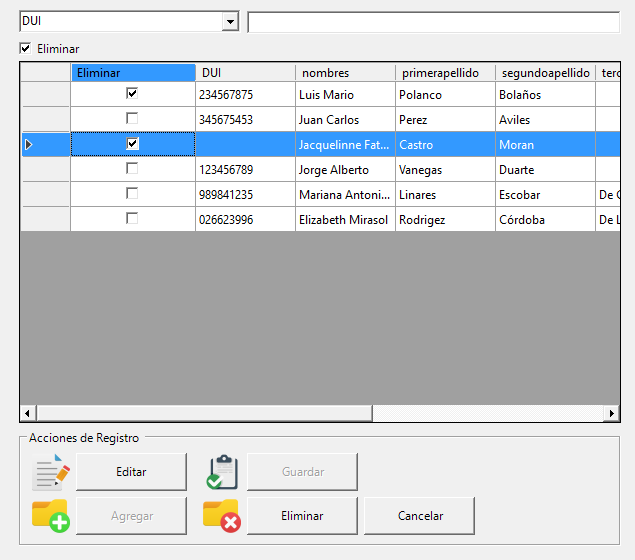 DUI
Eliminar
Eliminar DUI nombres primerapellido segundoapellido terc
234567875 Luis Mario Polanco Bolaños
345675453 Juan Carlos Perez Aviles
Jacquelinne Fat... Castro Moran
123456789 Jorge Alberto Vanegas Duarte
989841235 Mariana Antoni... Linares Escobar De C
026623996 Elizabeth Mirasol Rodrigez Córdoba De L
Acciones de Registro
Editar Guardar
Agregar Eliminar Cancelar